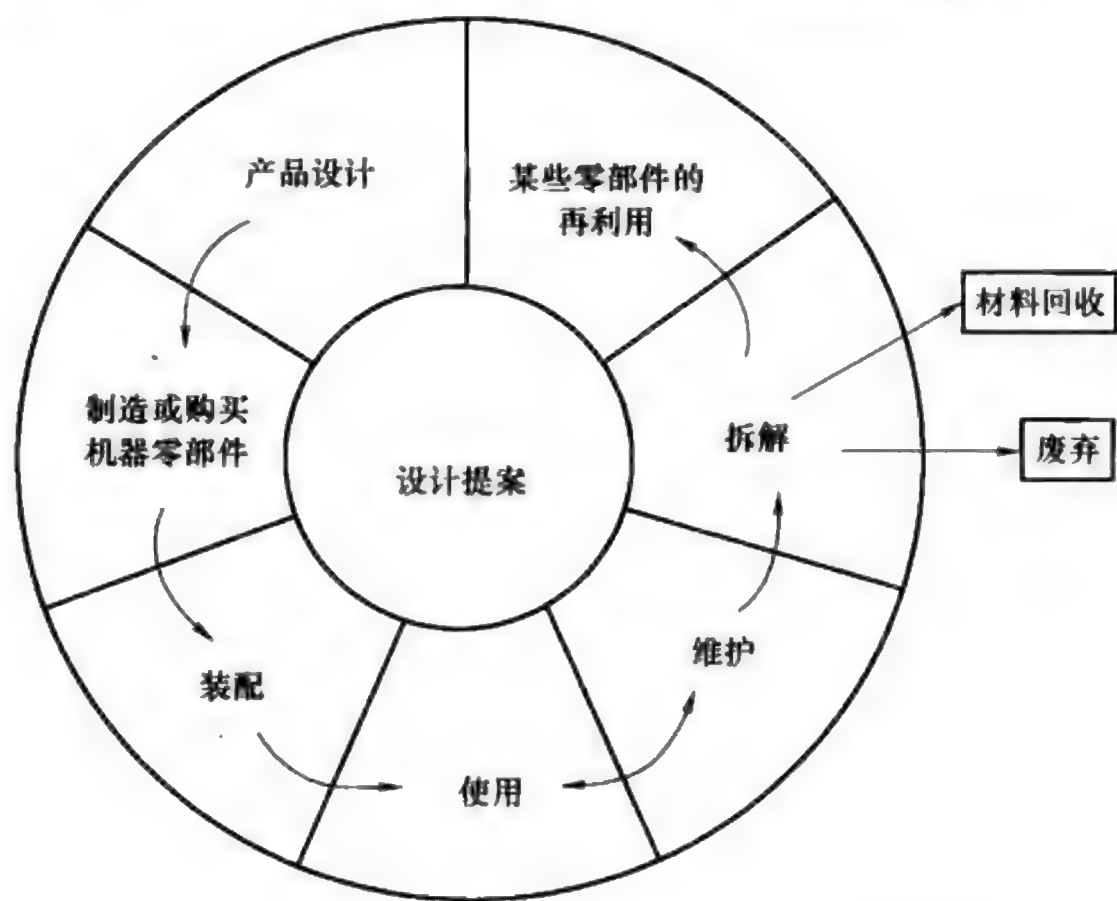 产品设计
某些零部件的
再利用
材料回收
制造或购买
机器零部件
拆解
废弃
设计提案
维护
装配
使用